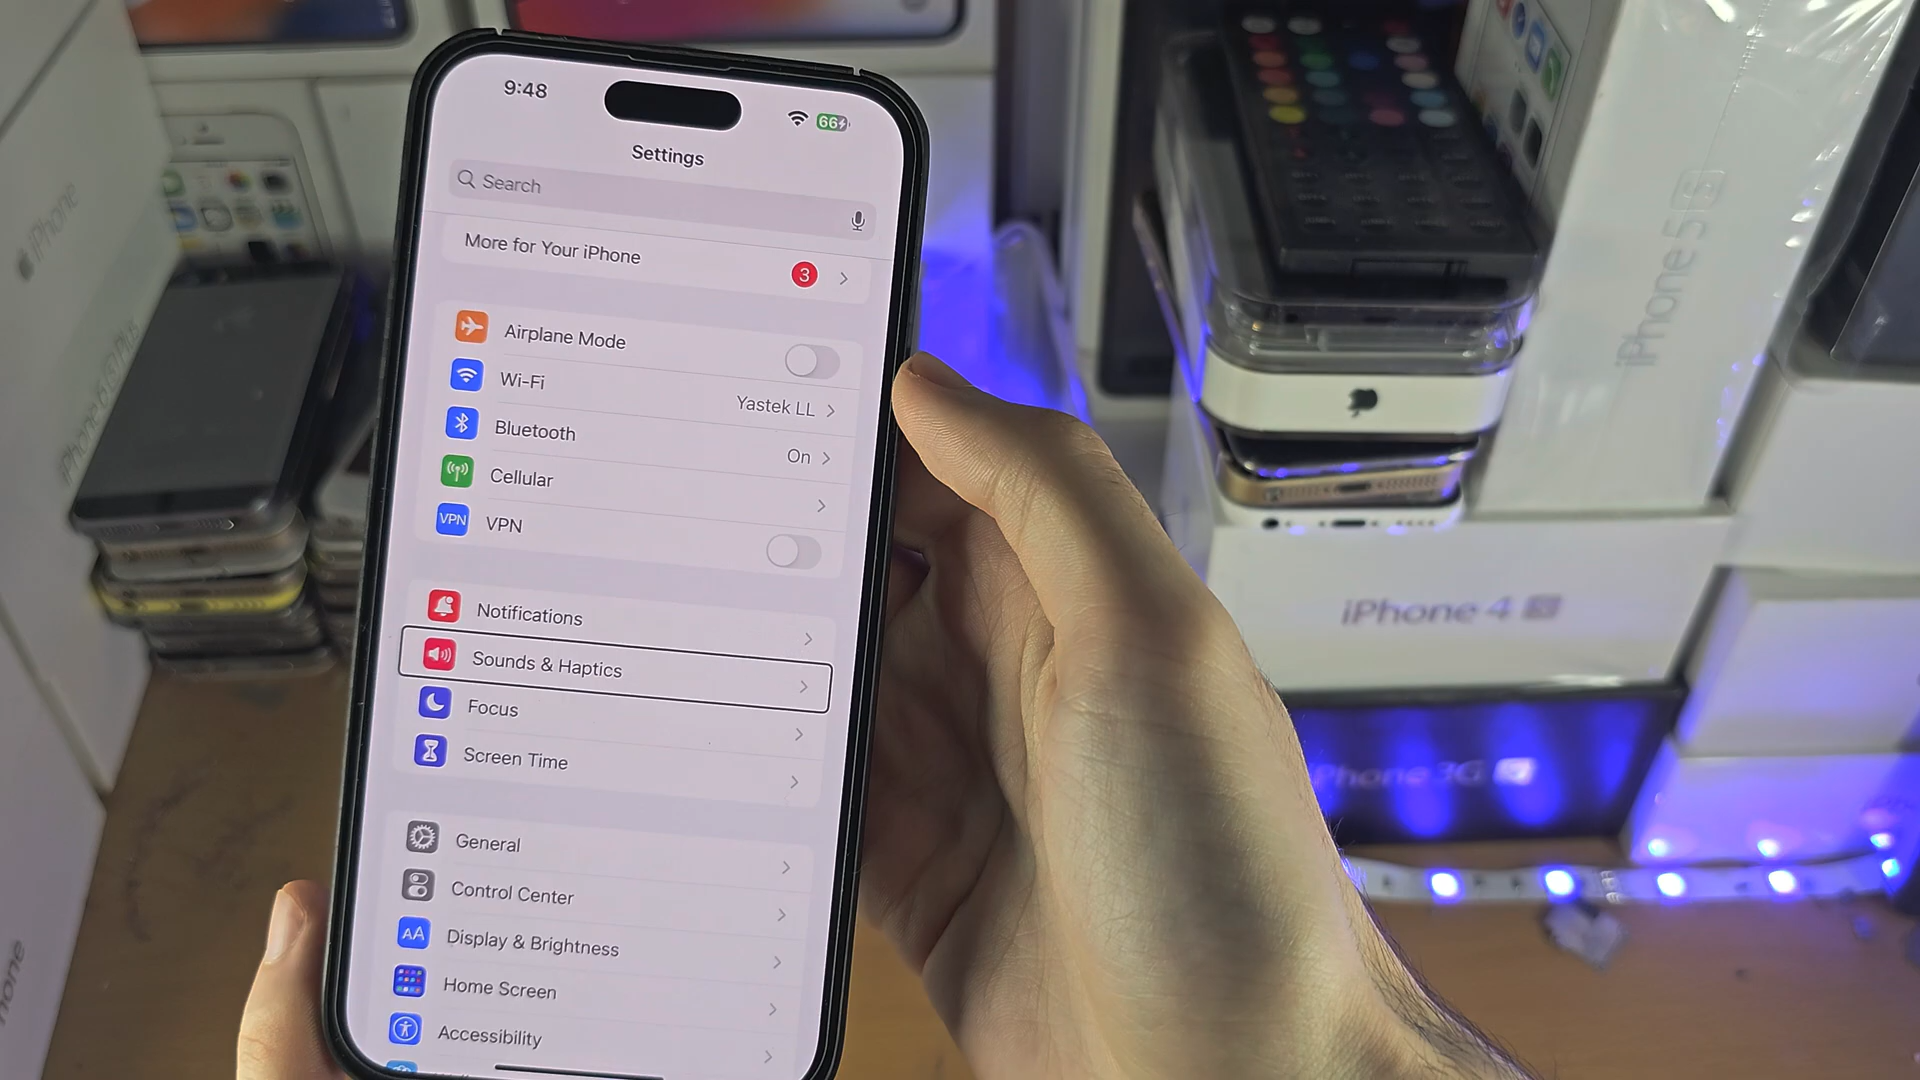 9:48
66
Settings
Search
More for Your iPhone
3
Airplane Mode
Wi-Fi
Yastek LL
Bluetooth
On
Cellular
VPN
VPN
Notifications
Sounds & Haptics
Focus
Screen Time
General
Control Center
AA
Display & Brightness
Home Screen
Accessibility
iPhone
iPhone 5
iPhone 4
iPhone 3G